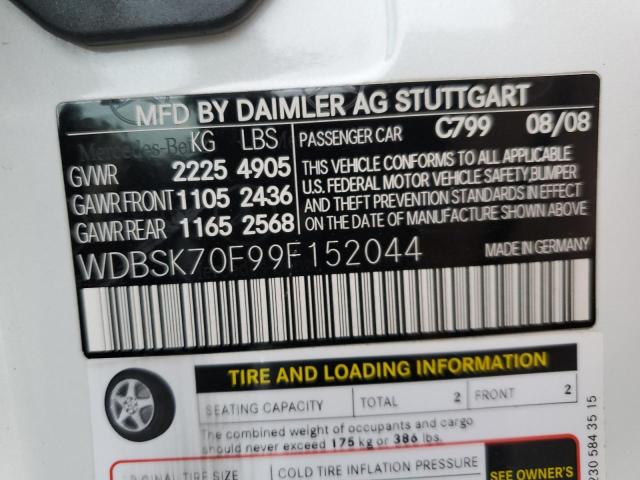 MFD BY DAIMLER AG STUTTGART
KG LBS PASSENGER CAR C799 08/08
GVWR 2225 4905
GAWR FRONT 1105 2436
GAWR REAR 1165 2568
THIS VEHICLE CONFORMS TO ALL APPLICABLE
U.S. FEDERAL MOTOR VEHICLE SAFETY, BUMPER
AND THEFT PREVENTION STANDARDS IN EFFECT
ON THE DATE OF MANUFACTURE SHOWN ABOVE.
WDBSK70F99F152044 MADE IN GERMANY
TIRE AND LOADING INFORMATION
SEATING CAPACITY TOTAL 2 FRONT 2
The combined weight of occupants and cargo
should never exceed 175 kg or 386 lbs.
ORIGINAL TIRE SIZE COLD TIRE INFLATION PRESSURE
SEE OWNER'S
230 584 35 15